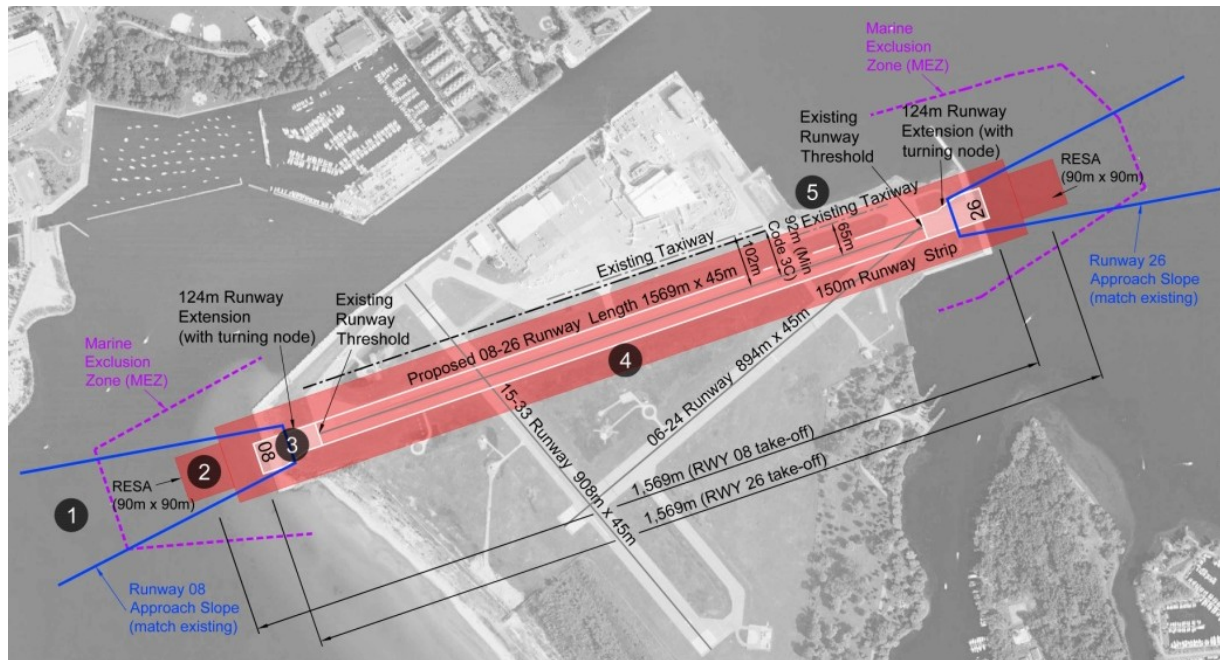 Marine
Exclusion
Zone (MEZ)
Existing
Runway
Threshold
124m Runway
Extension (with
turning node)
RESA
(90m x 90m)
26
Runway 26
Approach Slope
(match existing)
5
Existing Taxiway
Existing Taxiway
92m (Min
Code 3C)
65m
102m
150m Runway Strip
Proposed 08-26 Runway Length 1569m x 45m
4
124m Runway
Extension
(with turning node)
Existing
Runway
Threshold
Marine
Exclusion
Zone (MEZ)
3
08
2
RESA
(90m x 90m)
1
Runway 08
Approach Slope
(match existing)
15-33 Runway 908m x 45m
06-24 Runway 894m x 45m
1,569m (RWY 08 take-off)
1,569m (RWY 26 take-off)